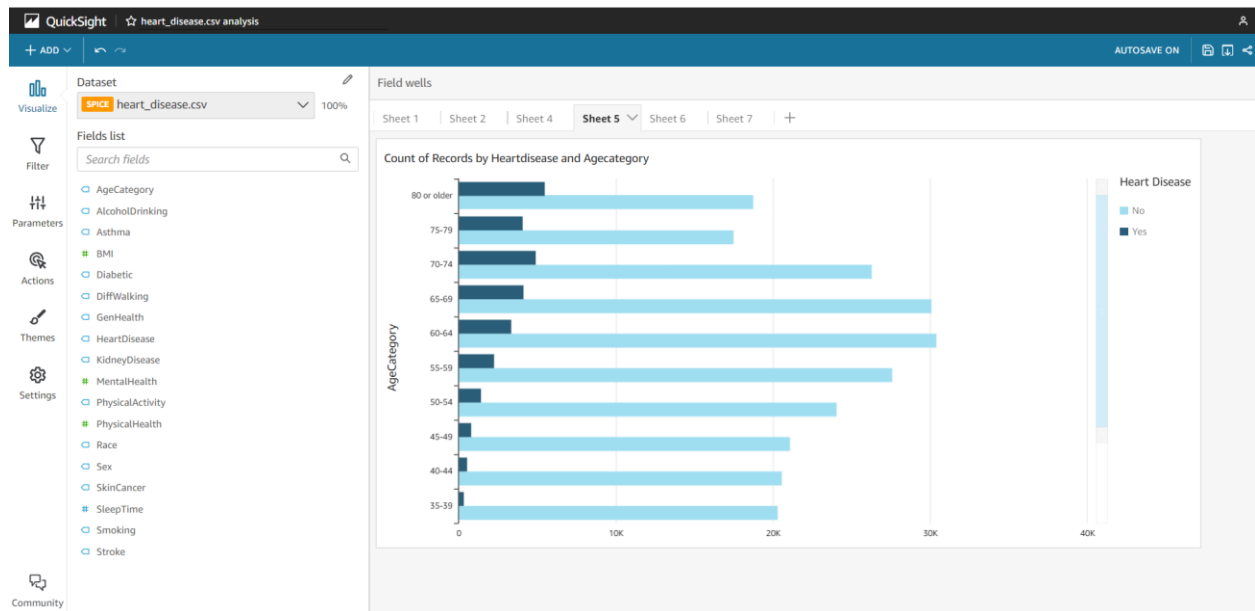 QuickSight heart_disease.csv analysis
ADD AUTOSAVE ON
Visualize
Filter
Parameters
Actions
Themes
Settings
Community
Dataset
SPICE heart_disease.csv 100%
Fields list
Search fields
AgeCategory
AlcoholDrinking
Asthma
# BMI
Diabetic
DiffWalking
GenHealth
HeartDisease
KidneyDisease
# MentalHealth
PhysicalActivity
# PhysicalHealth
Race
Sex
SkinCancer
# SleepTime
Smoking
Stroke
Field wells
Sheet 1 Sheet 2 Sheet 4 Sheet 5 Sheet 6 Sheet 7
Count of Records by Heartdisease and Agecategory
AgeCategory
80 or older
75-79
70-74
65-69
60-64
55-59
50-54
45-49
40-44
35-39
0 10K 20K 30K 40K
Heart Disease
No
Yes